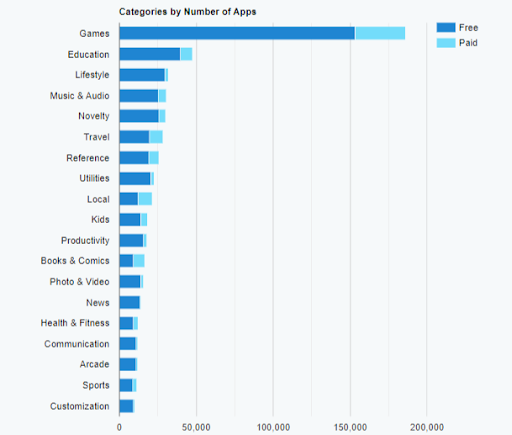 Categories by Number of Apps
Free
Paid
Games
Education
Lifestyle
Music & Audio
Novelty
Travel
Reference
Utilities
Local
Kids
Productivity
Books & Comics
Photo & Video
News
Health & Fitness
Communication
Arcade
Sports
Customization
0 50,000 100,000 150,000 200,000